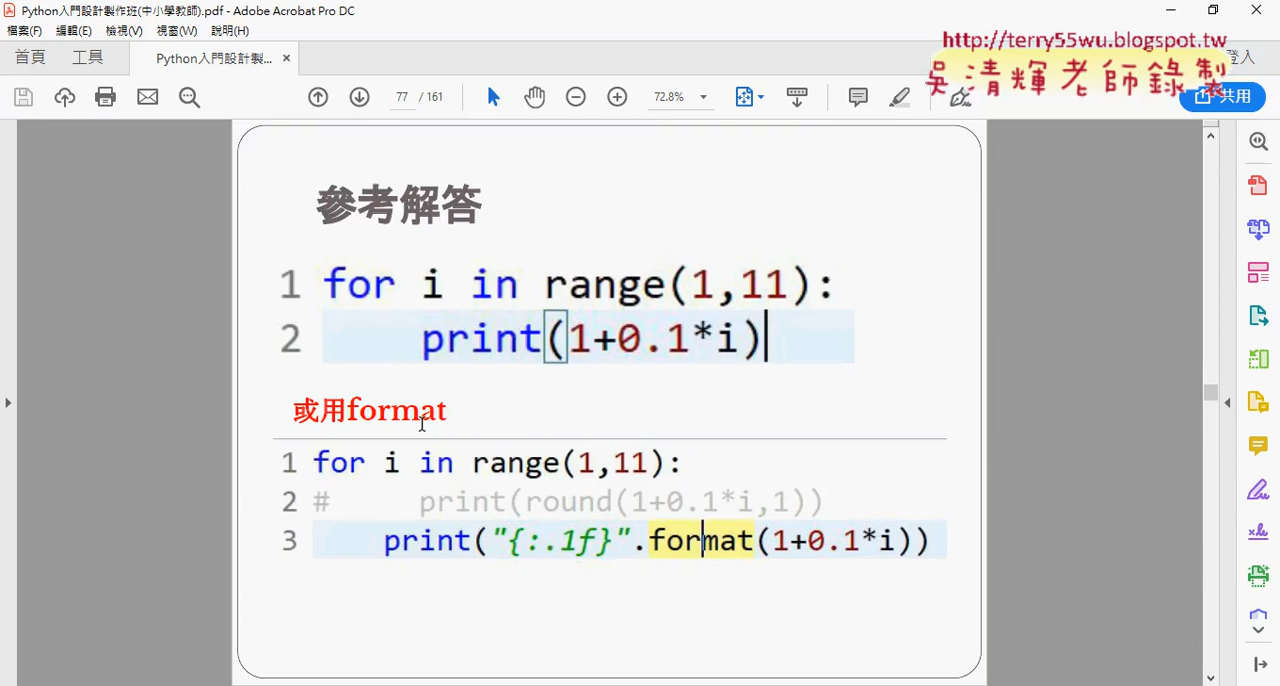 Python入門設計製作班(中小學教師).pdf - Adobe Acrobat Pro DC
檔案(F) 編輯(E) 檢視(V) 視窗(W) 說明(H)
首頁 工具 Python入門設計製... × 登入
http://terry55wu.blogspot.tw
吳清輝老師錄製
77 / 161 72.8% 共用
參考解答
1 for i in range(1,11):
2 print(1+0.1*i)
或用format
1 for i in range(1,11):
2 # print(round(1+0.1*i,1))
3 print("{:.1f}".format(1+0.1*i))